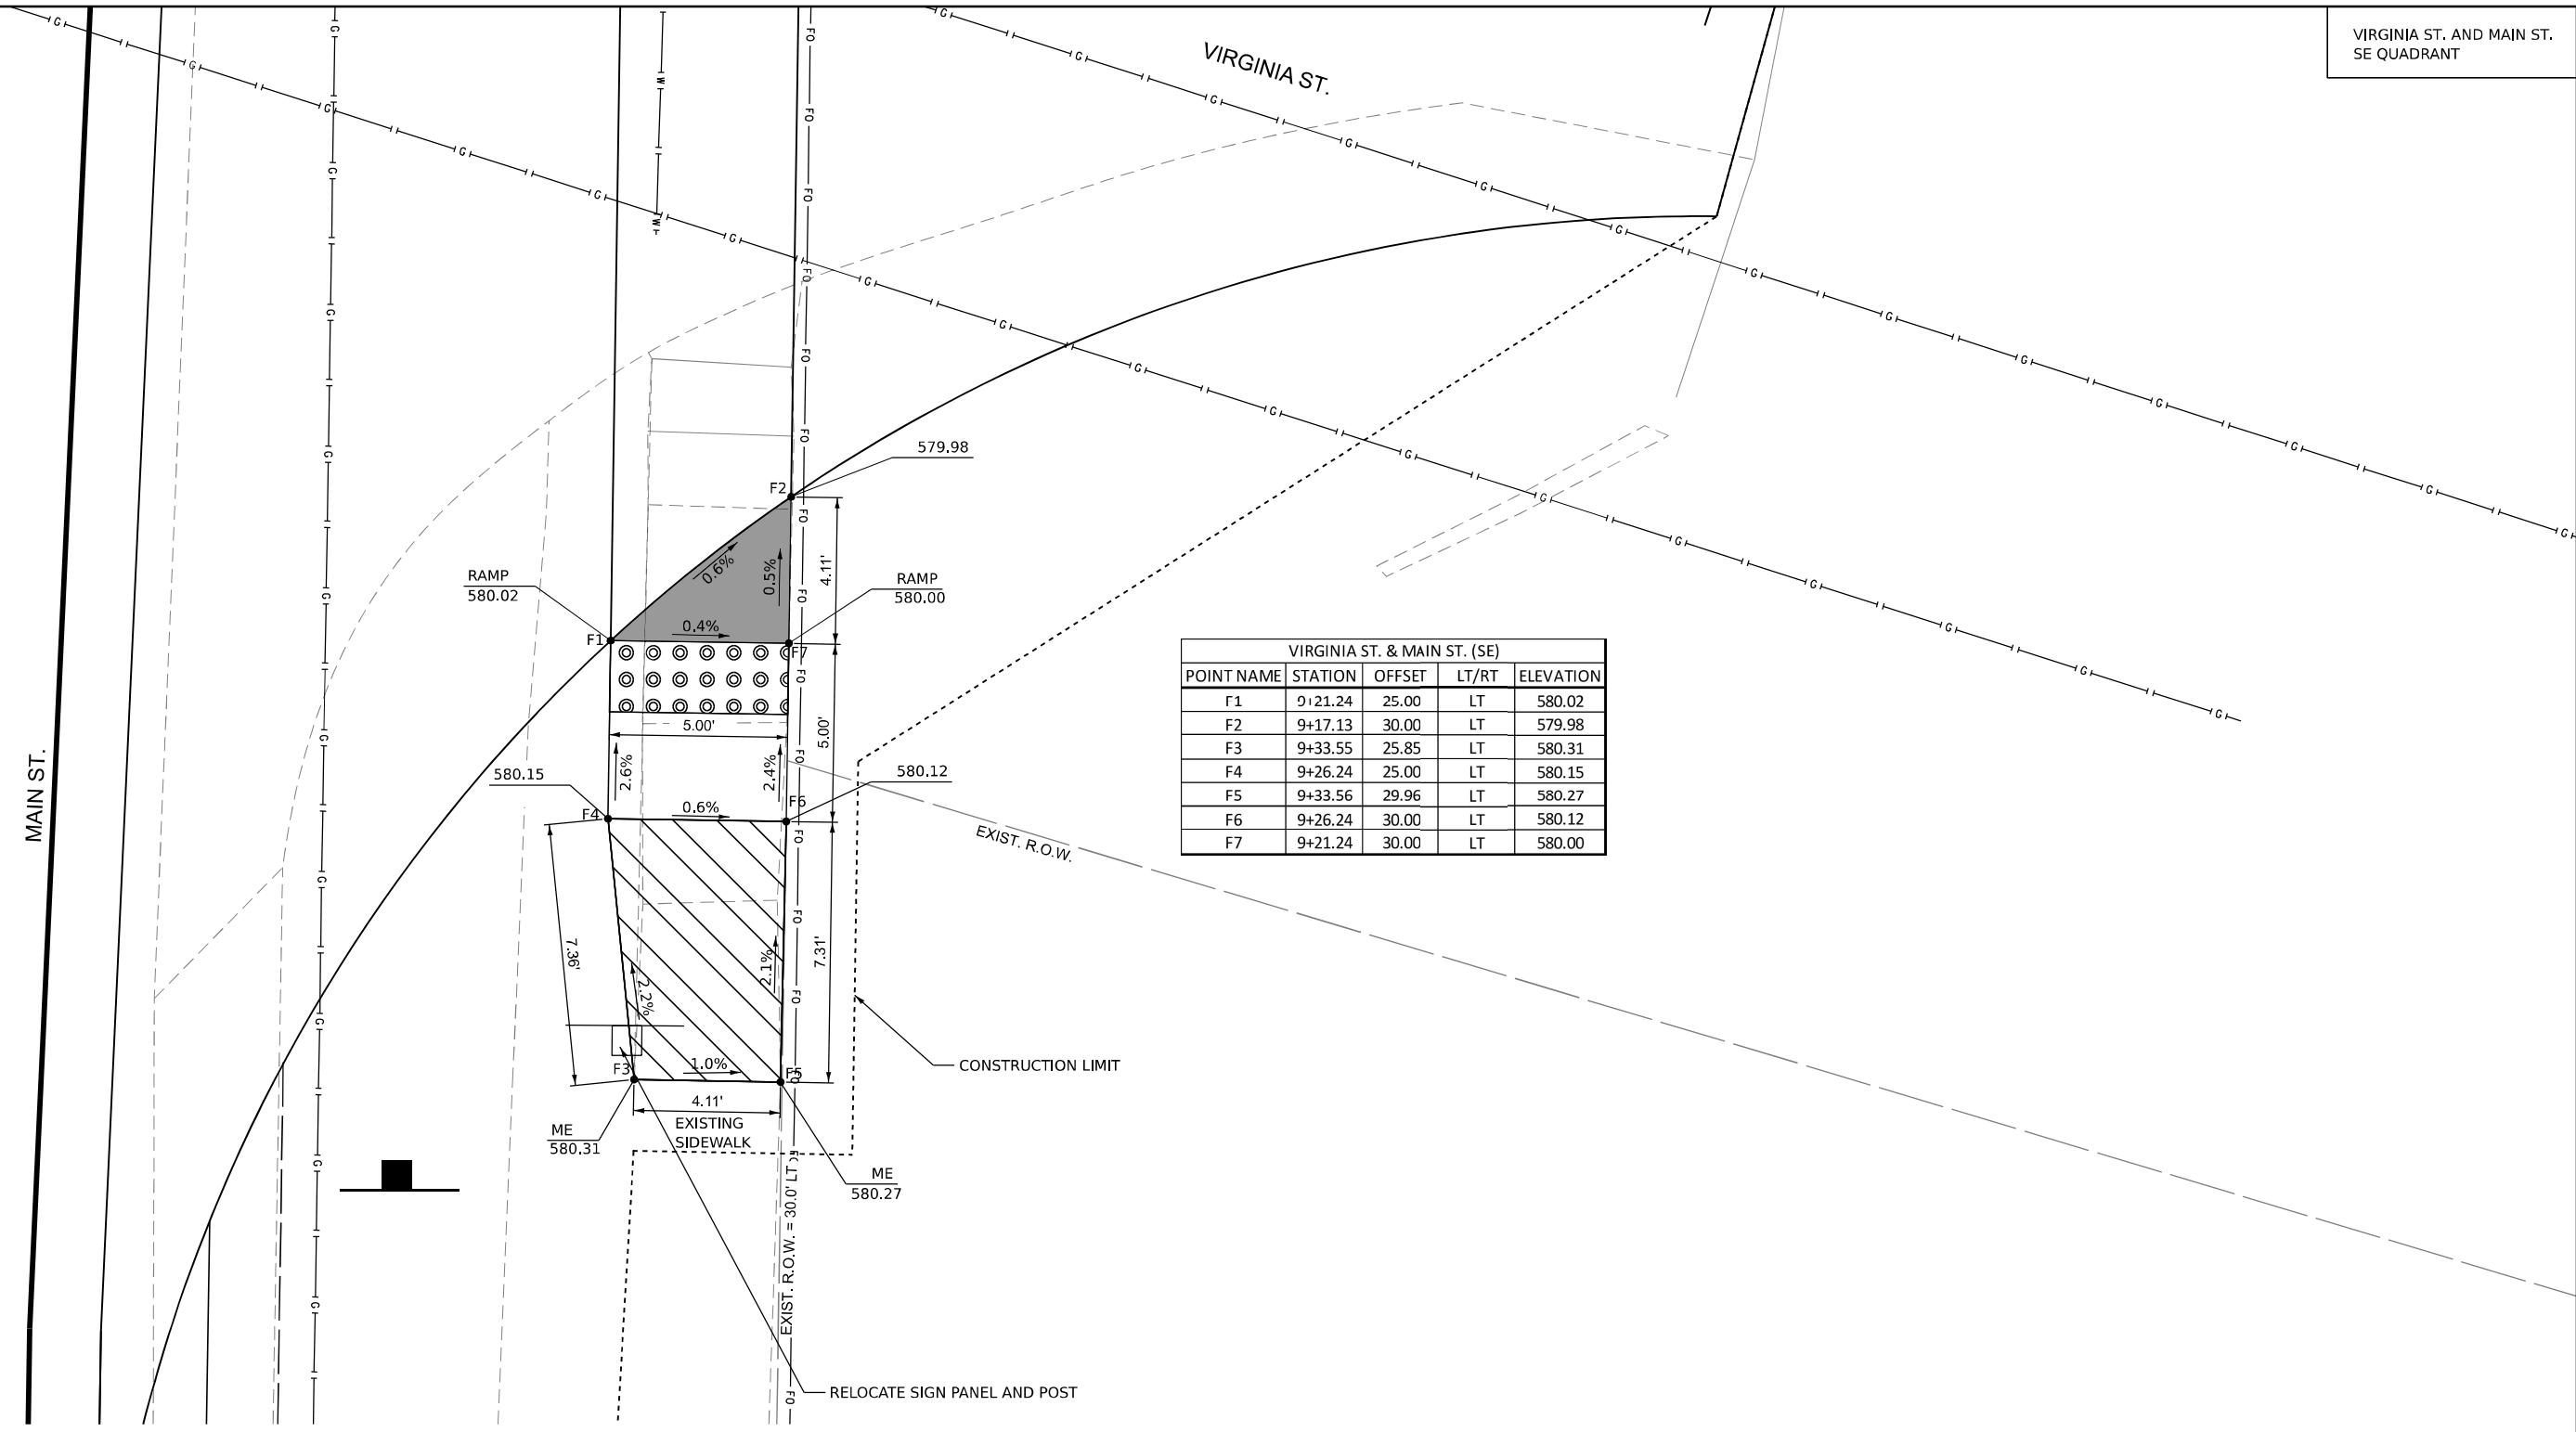 VIRGINIA ST. AND MAIN ST.
SE QUADRANT
VIRGINIA ST.
MAIN ST.
579.98
F2
4.11'
0.6%
0.5%
RAMP
580.02
RAMP
580.00
F1
0.4%
F7
5.00'
5.00'
2.6%
2.4%
580.15
580.12
F6
F4
0.6%
EXIST. R.O.W.
7.36'
7.31'
2.1%
2.2%
F3
1.0%
F5
CONSTRUCTION LIMIT
4.11'
EXISTING
SIDEWALK
ME
580.31
ME
580.27
EXIST. R.O.W. = 30.0' LT
RELOCATE SIGN PANEL AND POST
VIRGINIA ST. & MAIN ST. (SE)
POINT NAME STATION OFFSET LT/RT ELEVATION
F1 9+21.24 25.00 LT 580.02
F2 9+17.13 30.00 LT 579.98
F3 9+33.55 25.85 LT 580.31
F4 9+26.24 25.00 LT 580.15
F5 9+33.56 29.96 LT 580.27
F6 9+26.24 30.00 LT 580.12
F7 9+21.24 30.00 LT 580.00
G
W
FO